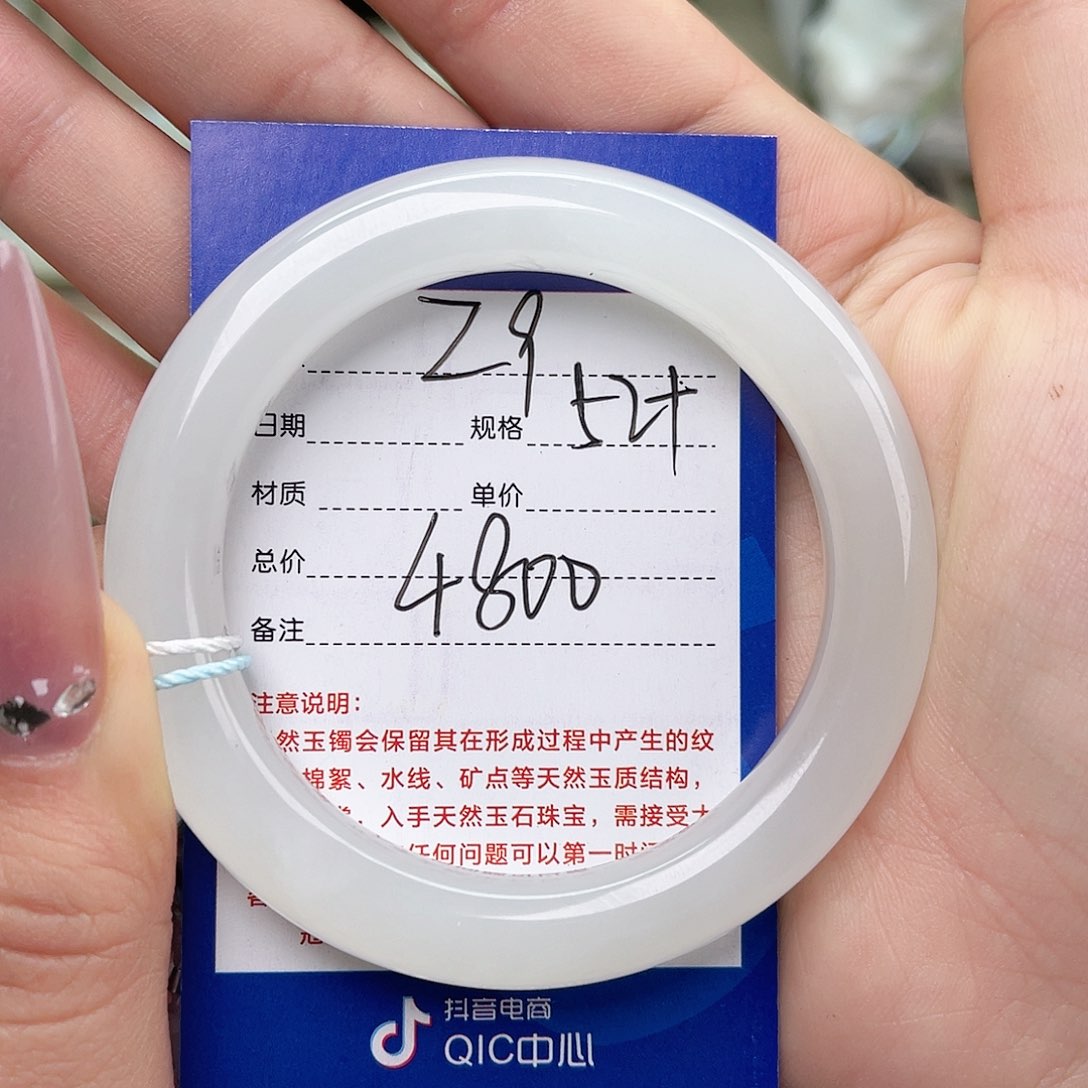 29
日期 规格 52+
材质 单价
总价 4800
备注
注意说明：
然玉镯会保留其在形成过程中产生的纹
棉絮、水线、矿点等天然玉质结构，
入手天然玉石珠宝，需接受
任何问题可以第一时
抖音电商
QIC中心